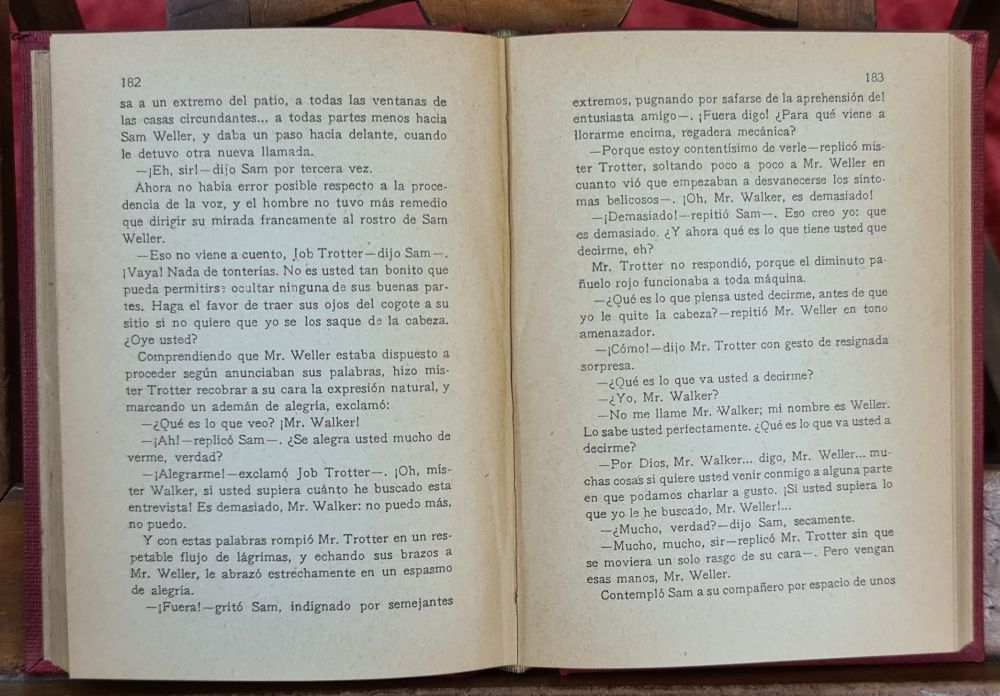 182
sa a un extremo del patio, a todas las ventanas de
las casas circundantes... a todas partes menos hacia
Sam Weller, y daba un paso hacia delante, cuando
le detuvo otra nueva llamada.
—¡Eh, sir!—dijo Sam por tercera vez.
Ahora no había error posible respecto a la proce-
dencia de la voz, y el hombre no tuvo más remedio
que dirigir su mirada francamente al rostro de Sam
Weller.
—Eso no viene a cuento, Job Trotter—dijo Sam—.
¡Vaya! Nada de tonterías. No es usted tan bonito que
pueda permitirse ocultar ninguna de sus buenas par-
tes. Haga el favor de traer sus ojos del cogote a su
sitio si no quiere que yo se los saque de la cabeza.
¿Oye usted?
Comprendiendo que Mr. Weller estaba dispuesto a
proceder según anunciaban sus palabras, hizo mís-
ter Trotter recobrar a su cara la expresión natural, y
marcando un ademán de alegría, exclamó:
—¿Qué es lo que veo? ¡Mr. Walker!
—¡Ah!—replicó Sam—. ¿Se alegra usted mucho de
verme, verdad?
—¡Alegrarme!—exclamó Job Trotter—. ¡Oh, mís-
ter Walker, si usted supiera cuánto he buscado esta
entrevista! Es demasiado, Mr. Walker: no puedo más,
no puedo.
Y con estas palabras rompió Mr. Trotter en un res-
petable flujo de lágrimas, y echando sus brazos a
Mr. Weller, le abrazó estrechamente en un espasmo
de alegría.
—¡Fuera!—gritó Sam, indignado por semejantes
183
extremos, pugnando por safarse de la aprehensión del
entusiasta amigo—. ¡Fuera digo! ¿Para qué viene a
llorarme encima, regadera mecánica?
—Porque estoy contentísimo de verle—replicó mís-
ter Trotter, soltando poco a poco a Mr. Weller en
cuanto vió que empezaban a desvanecerse los sínto-
mas belicosos—. ¡Oh, Mr. Walker, es demasiado!
—¡Demasiado!—repitió Sam—. Eso creo yo: que
es demasiado. ¿Y ahora qué es lo que tiene usted que
decirme, eh?
Mr. Trotter no respondió, porque el diminuto pa-
ñuelo rojo funcionaba a toda máquina.
—¿Qué es lo que piensa usted decirme, antes de que
yo le quite la cabeza?—repitió Mr. Weller en tono
amenazador.
—¡Cómo!—dijo Mr. Trotter con gesto de resignada
sorpresa.
—¿Qué es lo que va usted a decirme?
—¿Yo, Mr. Walker?
—No me llame Mr. Walker; mi nombre es Weller.
Lo sabe usted perfectamente. ¿Qué es lo que va usted a
decirme?
—Por Dios, Mr. Walker... digo, Mr. Weller... mu-
chas cosas si quiere usted venir conmigo a alguna parte
en que podamos charlar a gusto. ¡Si usted supiera lo
que yo le he buscado, Mr. Weller!...
—¿Mucho, verdad?—dijo Sam, secamente.
—Mucho, mucho, sir—replicó Mr. Trotter sin que
se moviera un solo rasgo de su cara—. Pero vengan
esas manos, Mr. Weller.
Contempló Sam a su compañero por espacio de unos